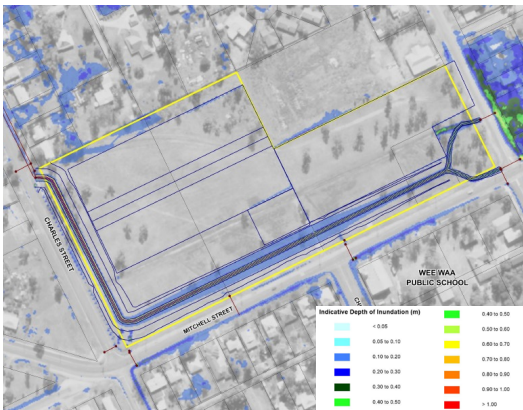 CHARLES STREET
MITCHELL STREET
WEE WAA
PUBLIC SCHOOL
Indicative Depth of Inundation (m)
< 0.05
0.05 to 0.10
0.10 to 0.20
0.20 to 0.30
0.30 to 0.40
0.40 to 0.50
0.40 to 0.50
0.50 to 0.60
0.60 to 0.70
0.70 to 0.80
0.80 to 0.90
0.90 to 1.00
> 1.00